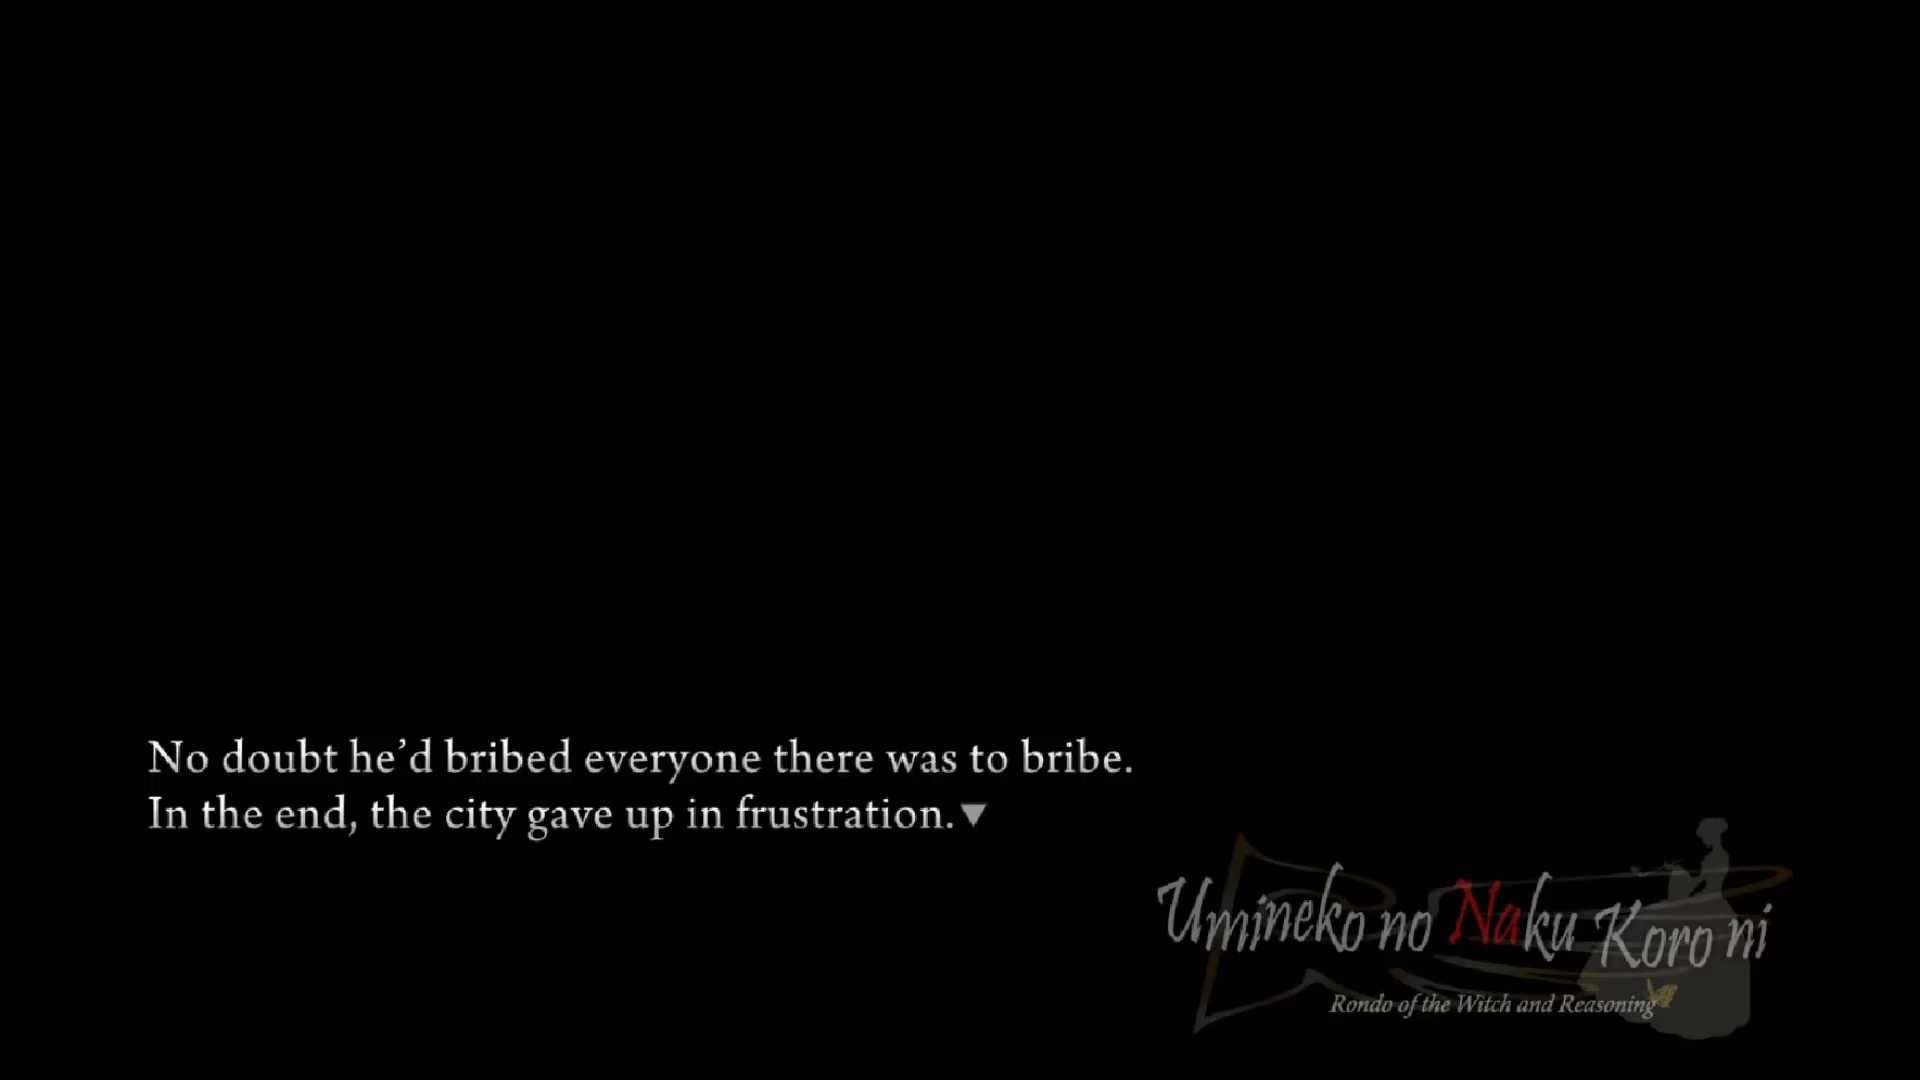 No doubt he’d bribed everyone there was to bribe.
In the end, the city gave up in frustration.
Umineko no Naku Koro ni
Rondo of the Witch and Reasoning